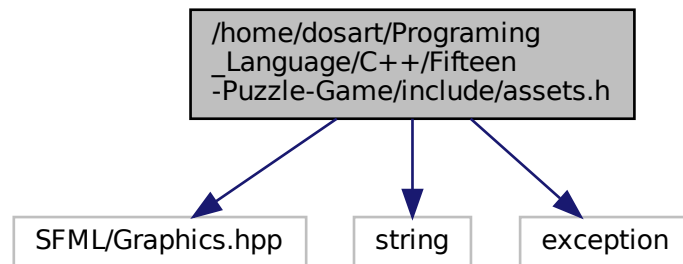 /home/dosart/Programing
_Language/C++/Fifteen
-Puzzle-Game/include/assets.h
SFML/Graphics.hpp
string
exception